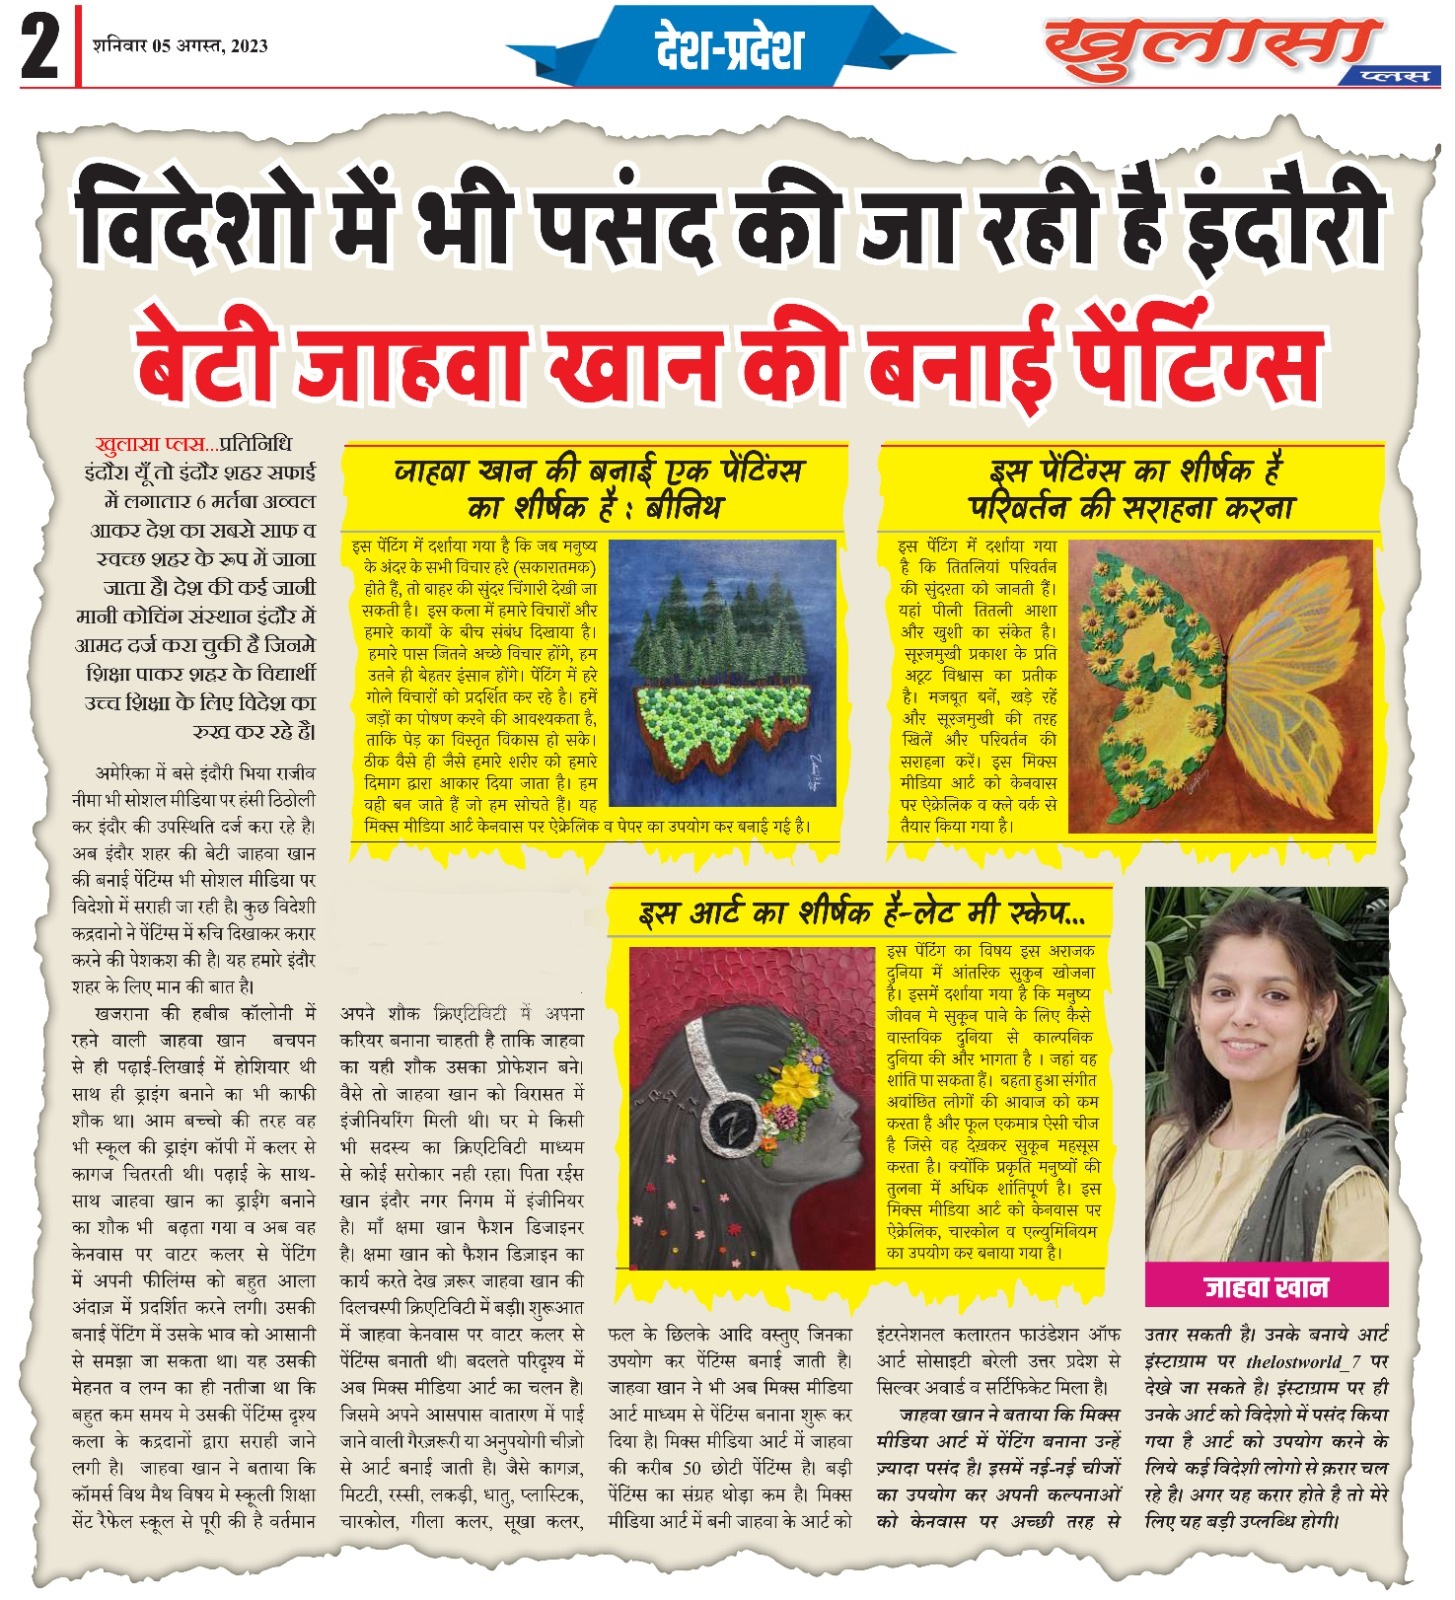 2
शनिवार 05 अगस्त, 2023
देश-प्रदेश
खुलासा
प्लस
विदेशो में भी पसंद की जा रही है इंदौरी
बेटी जाहवा खान की बनाई पेंटिंग्स
खुलासा प्लस...प्रतिनिधि
इंदौर। यूँ तो इंदौर शहर सफाई
में लगातार 6 मर्तबा अव्वल
आकर देश का सबसे साफ व
स्वच्छ शहर के रूप में जाना
जाता है। देश की कई जानी
मानी कोचिंग संस्थान इंदौर में
आमद दर्ज करा चुकी है जिनमे
शिक्षा पाकर शहर के विद्यार्थी
उच्च शिक्षा के लिए विदेश का
रुख कर रहे है।
अमेरिका में बसे इंदौरी भिया राजीव
नीमा भी सोशल मीडिया पर हंसी ठिठोली
कर इंदौर की उपस्थिति दर्ज करा रहे है।
अब इंदौर शहर की बेटी जाहवा खान
की बनाई पेंटिंग्स भी सोशल मीडिया पर
विदेशो में सराही जा रही है। कुछ विदेशी
कद्रदानो ने पेंटिंग्स में रुचि दिखाकर करार
करने की पेशकश की है। यह हमारे इंदौर
शहर के लिए मान की बात है।
खजराना की हबीब कॉलोनी में
रहने वाली जाहवा खान बचपन
से ही पढ़ाई-लिखाई में होशियार थी
साथ ही ड्राइंग बनाने का भी काफी
शौक था। आम बच्चो की तरह वह
भी स्कूल की ड्राइंग कॉपी में कलर से
कागज चितरती थी। पढ़ाई के साथ-
साथ जाहवा खान का ड्राईंग बनाने
का शौक भी बढ़ता गया व अब वह
केनवास पर वाटर कलर से पेंटिंग
में अपनी फीलिंग्स को बहुत आला
अंदाज़ में प्रदर्शित करने लगी। उसकी
बनाई पेंटिंग में उसके भाव को आसानी
से समझा जा सकता था। यह उसकी
मेहनत व लग्न का ही नतीजा था कि
बहुत कम समय मे उसकी पेंटिंग्स दृश्य
कला के कद्रदानों द्वारा सराही जाने
लगी है। जाहवा खान ने बताया कि
कॉमर्स विथ मैथ विषय मे स्कूली शिक्षा
सेंट रैफेल स्कूल से पूरी की है वर्तमान
जाहवा खान की बनाई एक पेंटिंग्स
का शीर्षक है : बीनिथ
इस पेंटिंग में दर्शाया गया है कि जब मनुष्य
के अंदर के सभी विचार हरे (सकारातमक)
होते हैं, तो बाहर की सुंदर चिंगारी देखी जा
सकती है। इस कला में हमारे विचारों और
हमारे कार्यों के बीच संबंध दिखाया है।
हमारे पास जितने अच्छे विचार होंगे, हम
उतने ही बेहतर इंसान होंगे। पेंटिंग में हरे
गोले विचारों को प्रदर्शित कर रहे है। हमें
जड़ों का पोषण करने की आवश्यकता है,
ताकि पेड़ का विस्तृत विकास हो सके।
ठीक वैसे ही जैसे हमारे शरीर को हमारे
दिमाग द्वारा आकार दिया जाता है। हम
वही बन जाते हैं जो हम सोचते हैं। यह
मिक्स मीडिया आर्ट केनवास पर ऐक्रेलिक व पेपर का उपयोग कर बनाई गई है।
इस पेंटिंग्स का शीर्षक है
परिवर्तन की सराहना करना
इस पेंटिंग में दर्शाया गया
है कि तितलियां परिवर्तन
की सुंदरता को जानती हैं।
यहां पीली तितली आशा
और खुशी का संकेत है।
सूरजमुखी प्रकाश के प्रति
अटूट विश्वास का प्रतीक
है। मजबूत बनें, खड़े रहें
और सूरजमुखी की तरह
खिलें और परिवर्तन की
सराहना करें। इस मिक्स
मीडिया आर्ट को केनवास
पर ऐक्रेलिक व क्ले वर्क से
तैयार किया गया है।
इस आर्ट का शीर्षक है-लेट मी स्केप...
इस पेंटिंग का विषय इस अराजक
दुनिया में आंतरिक सुकुन खोजना
है। इसमें दर्शाया गया है कि मनुष्य
जीवन मे सुकून पाने के लिए कैसे
वास्तविक दुनिया से काल्पनिक
दुनिया की और भागता है । जहां वह
शांति पा सकता हैं। बहता हुआ संगीत
अवांछित लोगों की आवाज को कम
करता है और फूल एकमात्र ऐसी चीज
है जिसे वह देखकर सुकून महसूस
करता है। क्योंकि प्रकृति मनुष्यों की
तुलना में अधिक शांतिपूर्ण है। इस
मिक्स मीडिया आर्ट को केनवास पर
ऐक्रेलिक, चारकोल व एल्युमिनियम
का उपयोग कर बनाया गया है।
जाहवा खान
अपने शौक क्रिएटिविटी में अपना
करियर बनाना चाहती है ताकि जाहवा
का यही शौक उसका प्रोफेशन बने।
वैसे तो जाहवा खान को विरासत में
इंजीनियरिंग मिली थी। घर मे किसी
भी सदस्य का क्रिएटिविटी माध्यम
से कोई सरोकार नही रहा। पिता रईस
खान इंदौर नगर निगम में इंजीनियर
है। माँ क्षमा खान फैशन डिजाइनर
है। क्षमा खान को फैशन डिज़ाइन का
कार्य करते देख ज़रूर जाहवा खान की
दिलचस्पी क्रिएटिविटी में बड़ी। शुरूआत
में जाहवा केनवास पर वाटर कलर से
पेंटिंग्स बनाती थी। बदलते परिदृश्य में
अब मिक्स मीडिया आर्ट का चलन है।
जिसमे अपने आसपास वातारण में पाई
जाने वाली गैरज़रूरी या अनुपयोगी चीज़ो
से आर्ट बनाई जाती है। जैसे कागज़,
मिटटी, रस्सी, लकड़ी, धातु, प्लास्टिक,
चारकोल, गीला कलर, सूखा कलर,
फल के छिलके आदि वस्तुए जिनका
उपयोग कर पेंटिंग्स बनाई जाती है।
जाहवा खान ने भी अब मिक्स मीडिया
आर्ट माध्यम से पेंटिंग्स बनाना शुरू कर
दिया है। मिक्स मीडिया आर्ट में जाहवा
की करीब 50 छोटी पेंटिंग्स है। बड़ी
पेंटिंग्स का संग्रह थोड़ा कम है। मिक्स
मीडिया आर्ट में बनी जाहवा के आर्ट को
इंटरनेशनल कलारतन फाउंडेशन ऑफ
आर्ट सोसाइटी बरेली उत्तर प्रदेश से
सिल्वर अवार्ड व सर्टिफिकेट मिला है।
जाहवा खान ने बताया कि मिक्स
मीडिया आर्ट में पेंटिंग बनाना उन्हें
ज़्यादा पसंद है। इसमें नई-नई चीजों
का उपयोग कर अपनी कल्पनाओं
को केनवास पर अच्छी तरह से
उतार सकती है। उनके बनाये आर्ट
इंस्टाग्राम पर thelostworld_7 पर
देखे जा सकते है। इंस्टाग्राम पर ही
उनके आर्ट को विदेशो में पसंद किया
गया है आर्ट को उपयोग करने के
लिये कई विदेशी लोगो से क़रार चल
रहे है। अगर यह करार होते है तो मेरे
लिए यह बड़ी उप्लब्धि होगी।